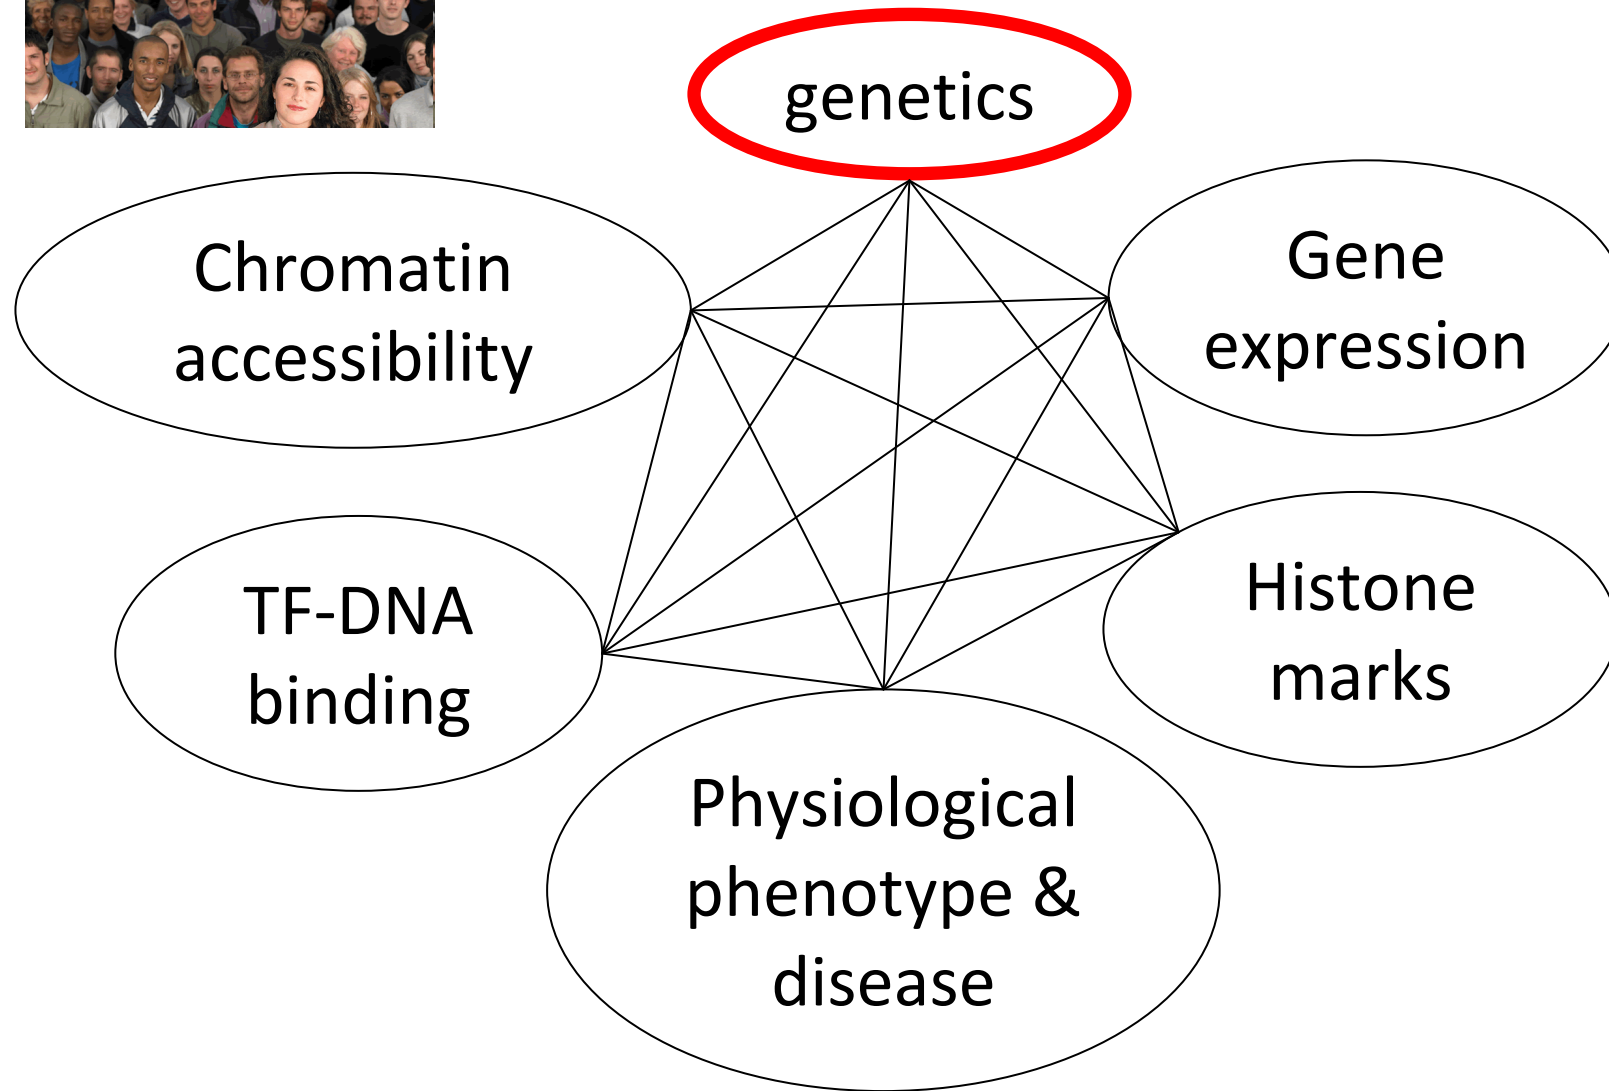 genetics
Chromatin
accessibility
Gene
expression
TF-DNA
binding
Histone
marks
Physiological
phenotype &
disease